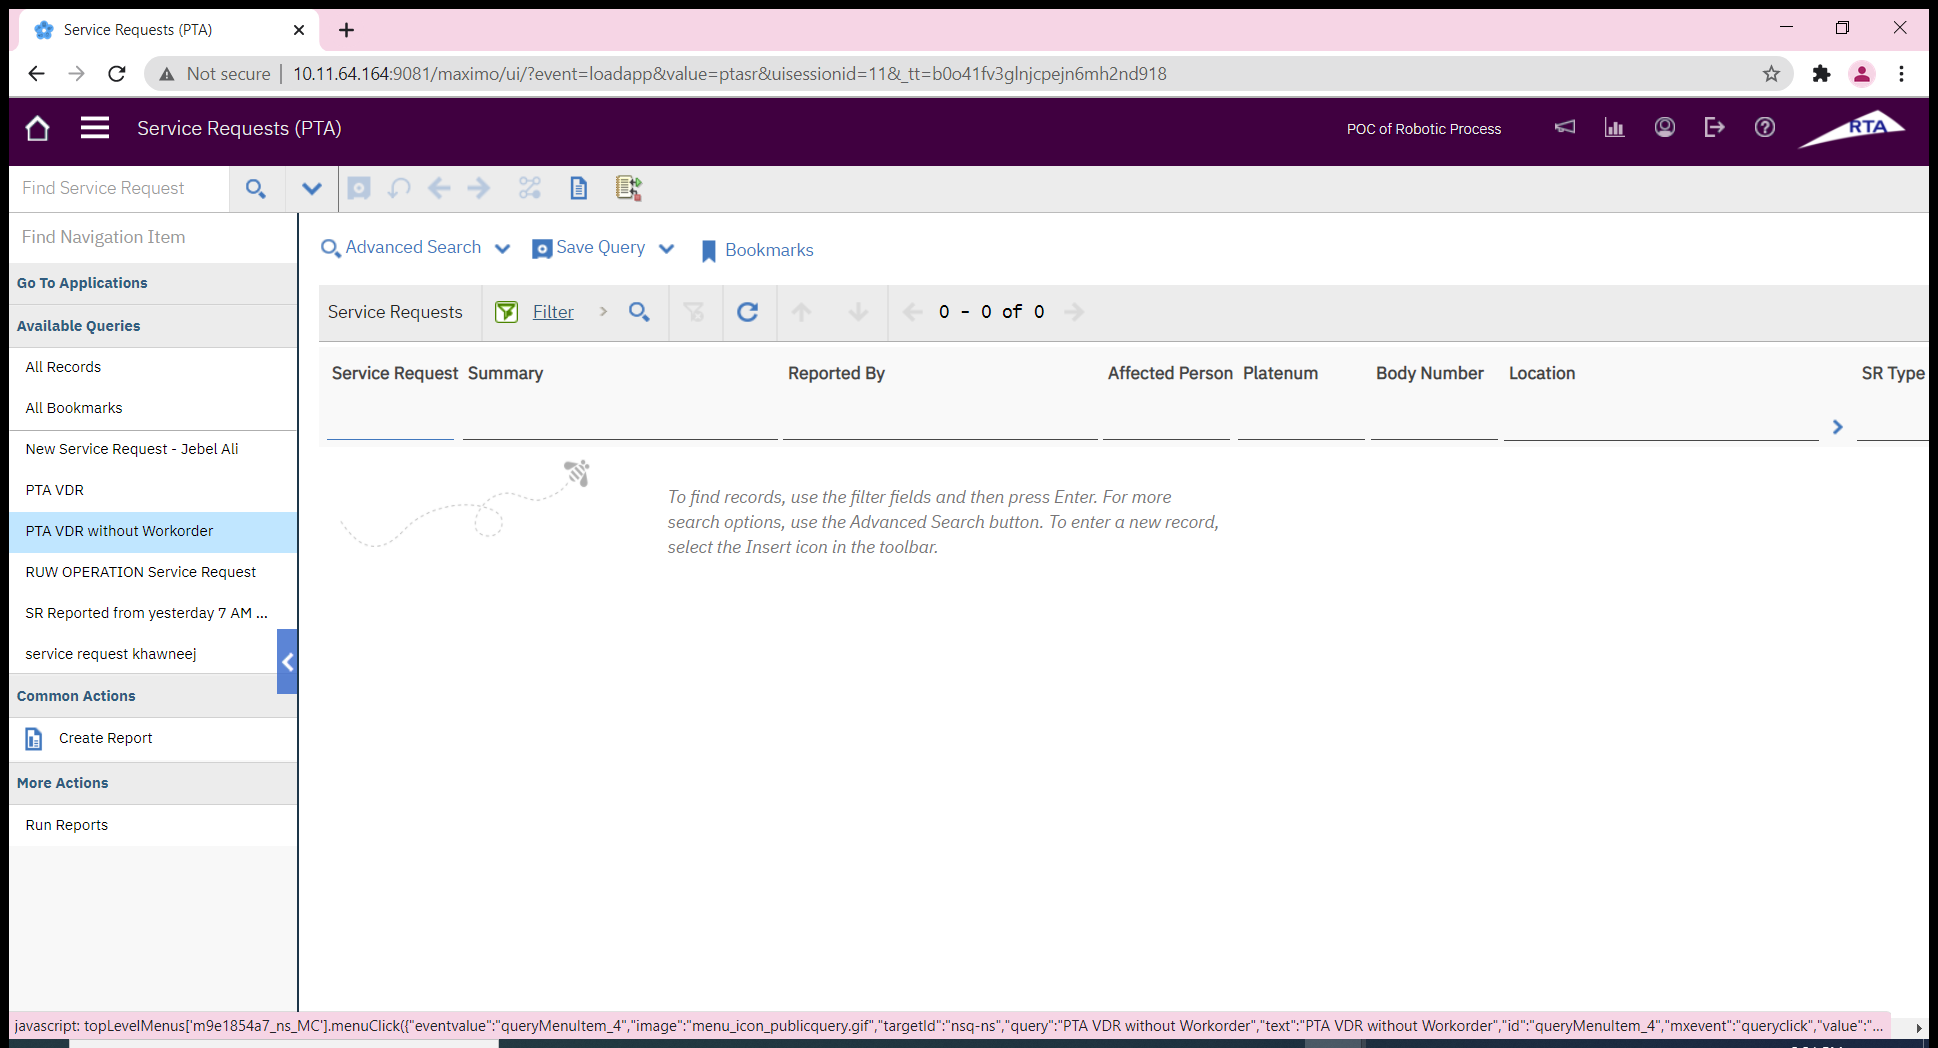 Service Requests (PTA)
Not secure
10.11.64.164:9081/maximo/ui/?event=loadapp&value=ptasr&uisessionid=11&_tt=b0o41fv3glnjcpejn6mh2nd918
Service Requests (PTA)
POC of Robotic Process
RTA
Find Service Request
Find Navigation Item
Go To Applications
Available Queries
All Records
All Bookmarks
New Service Request - Jebel Ali
PTA VDR
PTA VDR without Workorder
RUW OPERATION Service Request
SR Reported from yesterday 7 AM ...
service request khawneej
Common Actions
Create Report
More Actions
Run Reports
Advanced Search
Save Query
Bookmarks
Service Requests
Filter
0 - 0 of 0
Service Request Summary Reported By Affected Person Platenum Body Number Location SR Type
To find records, use the filter fields and then press Enter. For more
search options, use the Advanced Search button. To enter a new record,
select the Insert icon in the toolbar.
javascript: topLevelMenus['m9e1854a7_ns_MC'].menuClick({"eventvalue":"queryMenuItem_4","image":"menu_icon_publicquery.gif","targetId":"nsq-ns","query":"PTA VDR without Workorder","text":"PTA VDR without Workorder","id":"queryMenuItem_4","mxevent":"queryclick","value":"...